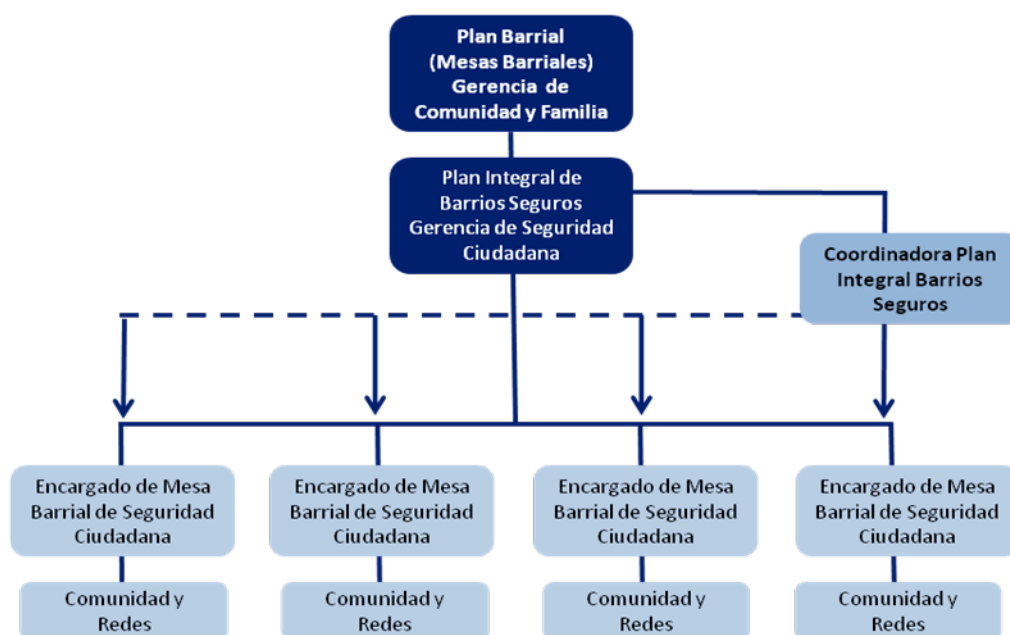 Plan Barrial
(Mesas Barriales)
Gerencia de
Comunidad y Familia
Plan Integral de
Barrios Seguros
Gerencia de Seguridad
Ciudadana
Coordinadora Plan
Integral Barrios
Seguros
Encargado de Mesa
Barrial de Seguridad
Ciudadana
Encargado de Mesa
Barrial de Seguridad
Ciudadana
Encargado de Mesa
Barrial de Seguridad
Ciudadana
Encargado de Mesa
Barrial de Seguridad
Ciudadana
Comunidad y
Redes
Comunidad y
Redes
Comunidad y
Redes
Comunidad y
Redes